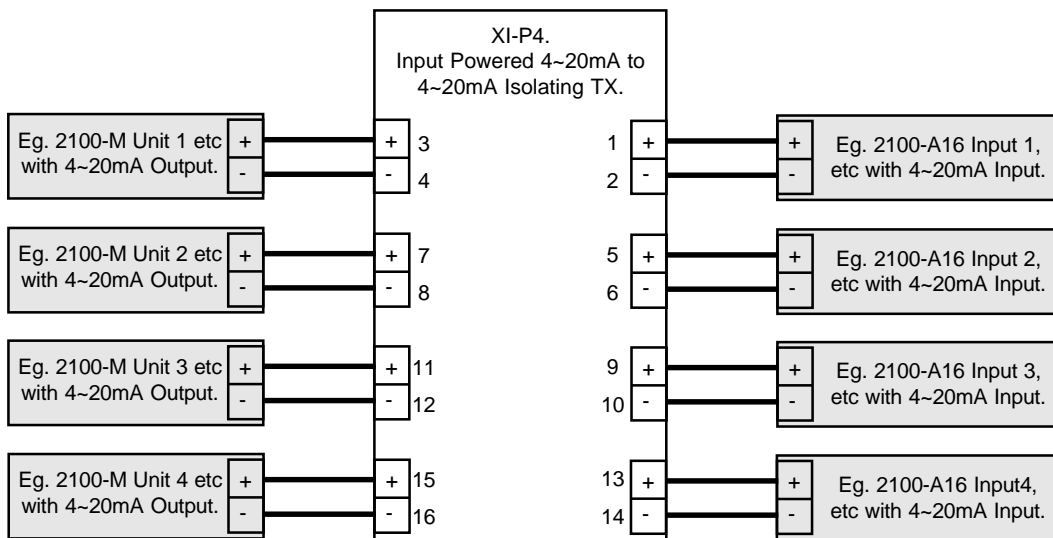 XI-P4.
Input Powered 4~20mA to
4~20mA Isolating TX.
Eg. 2100-M Unit 1 etc
with 4~20mA Output.
+
-
+
-
3
4
1
2
+
-
+
-
Eg. 2100-A16 Input 1,
etc with 4~20mA Input.
Eg. 2100-M Unit 2 etc
with 4~20mA Output.
+
-
+
-
7
8
5
6
+
-
+
-
Eg. 2100-A16 Input 2,
etc with 4~20mA Input.
Eg. 2100-M Unit 3 etc
with 4~20mA Output.
+
-
+
-
11
12
9
10
+
-
+
-
Eg. 2100-A16 Input 3,
etc with 4~20mA Input.
Eg. 2100-M Unit 4 etc
with 4~20mA Output.
+
-
+
-
15
16
13
14
+
-
+
-
Eg. 2100-A16 Input4,
etc with 4~20mA Input.